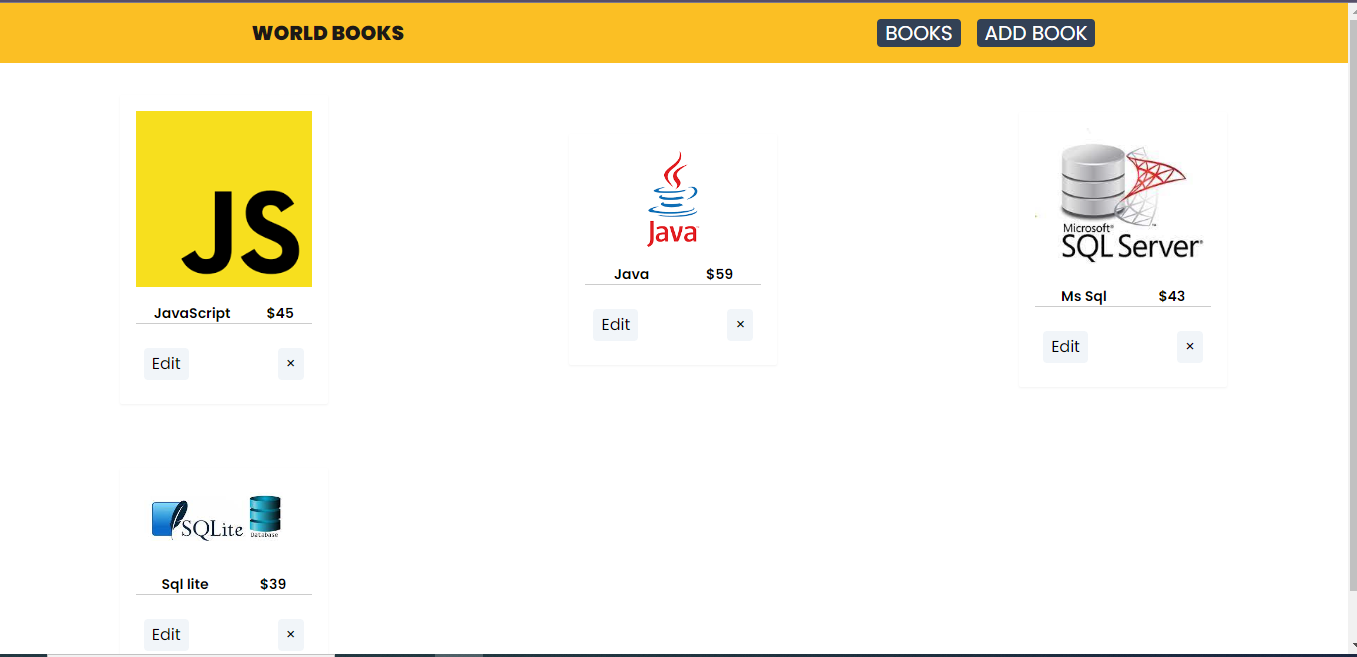 WORLD BOOKS
BOOKS
ADD BOOK
JS
JavaScript $45
Edit ×
Java
Java $59
Edit ×
Microsoft®
SQL Server®
Ms Sql $43
Edit ×
SQLite
Database
Sql lite $39
Edit ×